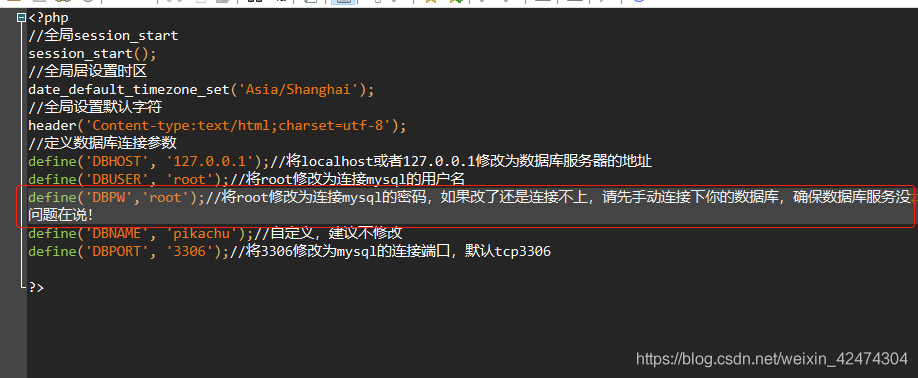 <?php
//全局session_start
session_start();
//全局居设置时区
date_default_timezone_set('Asia/Shanghai');
//全局设置默认字符
header('Content-type:text/html;charset=utf-8');
//定义数据库连接参数
define('DBHOST', '127.0.0.1');//将localhost或者127.0.0.1修改为数据库服务器的地址
define('DBUSER', 'root');//将root修改为连接mysql的用户名
define('DBPW','root');//将root修改为连接mysql的密码，如果改了还是连接不上，请先手动连接下你的数据库，确保数据库服务没
问题在说！
define('DBNAME', 'pikachu');//自定义，建议不修改
define('DBPORT', '3306');//将3306修改为mysql的连接端口，默认tcp3306
?>
https://blog.csdn.net/weixin_42474304